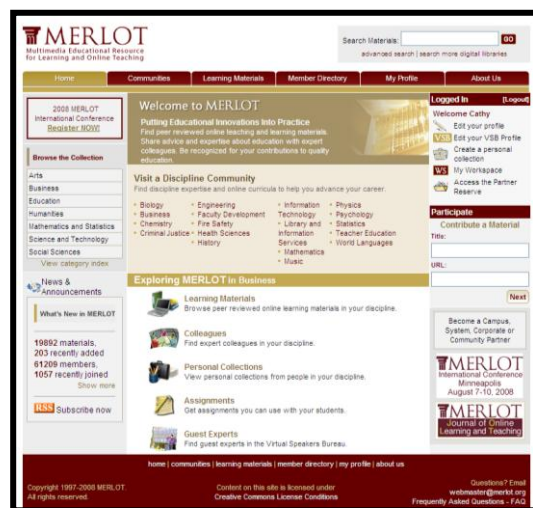 MERLOT
Multimedia Educational Resource
for Learning and Online Teaching
Search Materials:
GO
advanced search | search more digital libraries
Home
Communities
Learning Materials
Member Directory
My Profile
About Us
2008 MERLOT
International Conference
Register NOW!
Browse the Collection
Arts
Business
Education
Humanities
Mathematics and Statistics
Science and Technology
Social Sciences
View category index
News &
Announcements
What's New in MERLOT
19892 materials,
203 recently added
61209 members,
1057 recently joined
Show more
RSS Subscribe now
Welcome to MERLOT
Putting Educational Innovations Into Practice
Find peer reviewed online teaching and learning materials.
Share advice and expertise about education with expert
colleagues. Be recognized for your contributions to quality
education.
Visit a Discipline Community
Find discipline expertise and online curricula to help you advance your career.
Biology
Business
Chemistry
Criminal Justice
Engineering
Faculty Development
Fire Safety
Health Sciences
History
Information
Technology
Library and
Information
Services
Mathematics
Music
Physics
Psychology
Statistics
Teacher Education
World Languages
Exploring MERLOT in Business
Learning Materials
Browse peer reviewed online learning materials in your discipline.
Colleagues
Find expert colleagues in your discipline.
Personal Collections
View personal collections from people in your discipline.
Assignments
Get assignments you can use with your students.
Guest Experts
Find guest experts in the Virtual Speakers Bureau.
Logged In [Logout]
Welcome Cathy
Edit your profile
VSB Edit your VSB Profile
Create a personal
collection
WS My Workspace
Access the Partner
Reserve
Participate
Contribute a Material
Title:
URL:
Next
Become a Campus,
System, Corporate or
Community Partner
MERLOT
International Conference
Minneapolis
August 7-10, 2008
MERLOT
Journal of Online
Learning and Teaching
home | communities | learning materials | member directory | my profile | about us
Copyright 1997-2008 MERLOT.
All rights reserved.
Content on this site is licensed under
Creative Commons License Conditions
Questions? Email
webmaster@merlot.org
Frequently Asked Questions - FAQ